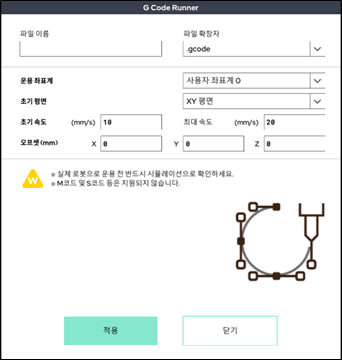 G Code Runner
파일 이름
파일 확장자
.gcode
운용 좌표계
사용자 좌표계 0
초기 평면
XY 평면
초기 속도 (mm/s) 10 최대 속도 (mm/s) 20
오프셋(mm) X 0 Y 0 Z 0
W
실제 로봇으로 운용 전 반드시 시뮬레이션으로 확인하세요.
M코드 및 S코드 등은 지원되지 않습니다.
적용
닫기